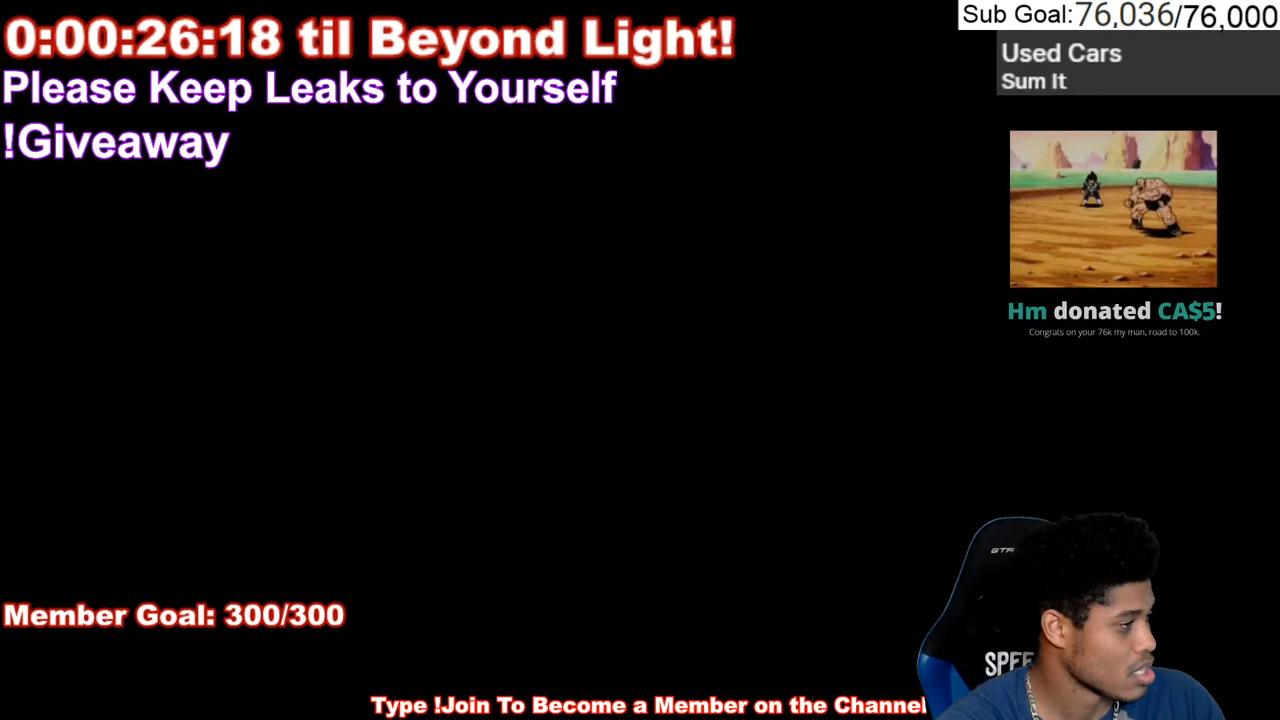 0:00:26:18 til Beyond Light!
Please Keep Leaks to Yourself
!Giveaway
Sub Goal: 76,036/76,000
Used Cars
Sum It
Hm donated CA$5!
Congrats on your 76k my man, road to 100k.
GT
SPEE
Member Goal: 300/300
Type !Join To Become a Member on the Channel